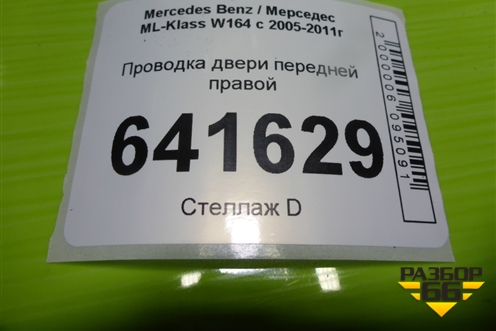 Mercedes Benz / Мерседес
ML-Klass W164 с 2005-2011г
Проводка двери передней
правой
641629
Стеллаж D
2000006095091
РАЗБОР
66